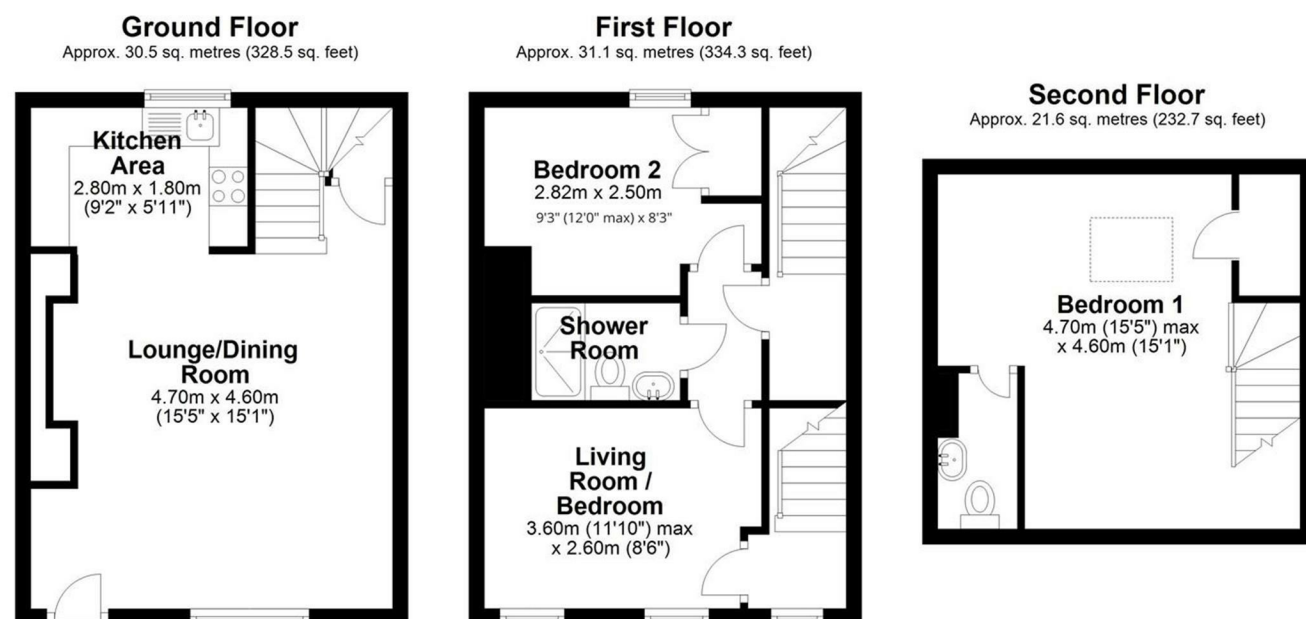 Ground Floor
Approx. 30.5 sq. metres (328.5 sq. feet)
Kitchen
Area
2.80m x 1.80m
(9'2" x 5'11")
Lounge/Dining
Room
4.70m x 4.60m
(15'5" x 15'1")
First Floor
Approx. 31.1 sq. metres (334.3 sq. feet)
Bedroom 2
2.82m x 2.50m
9'3" (12'0" max) x 8'3"
Shower
Room
Living
Room /
Bedroom
3.60m (11'10") max
x 2.60m (8'6")
Second Floor
Approx. 21.6 sq. metres (232.7 sq. feet)
Bedroom 1
4.70m (15'5") max
x 4.60m (15'1")